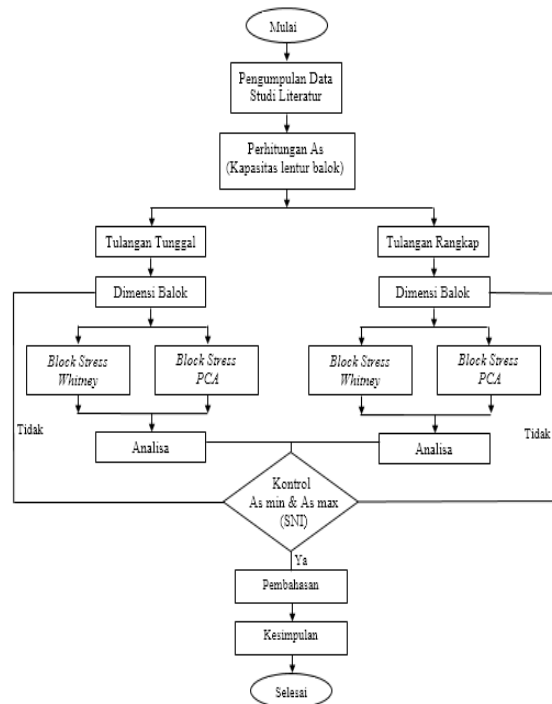 Mulai
Pengumpulan Data
Studi Literatur
Perhitungan As
(Kapasitas lentur balok)
Tulangan Tunggal
Tulangan Rangkap
Dimensi Balok
Dimensi Balok
Block Stress
Whitney
Block Stress
PCA
Block Stress
Whitney
Block Stress
PCA
Tidak
Tidak
Analisa
Analisa
Kontrol
As min & As max
(SNI)
Ya
Pembahasan
Kesimpulan
Selesai